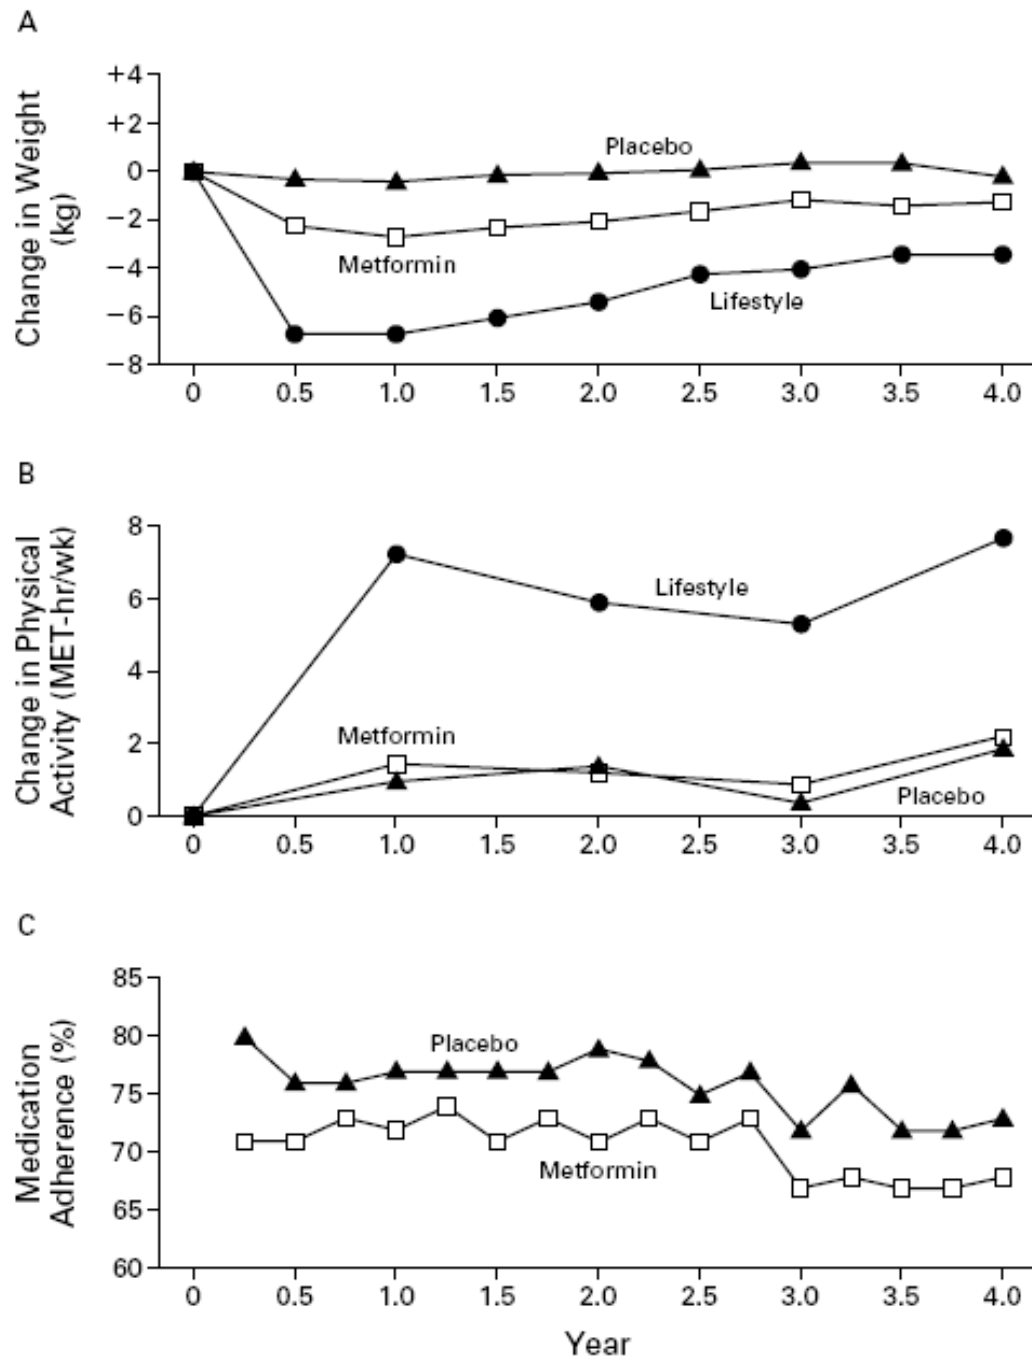 A
Change in Weight
(kg)
+4
+2
0
−2
−4
−6
−8
Placebo
Metformin
Lifestyle
0 0.5 1.0 1.5 2.0 2.5 3.0 3.5 4.0
B
Change in Physical
Activity (MET-hr/wk)
8
6
4
2
0
Lifestyle
Metformin
Placebo
0 0.5 1.0 1.5 2.0 2.5 3.0 3.5 4.0
C
Medication
Adherence (%)
85
80
75
70
65
60
Placebo
Metformin
0 0.5 1.0 1.5 2.0 2.5 3.0 3.5 4.0
Year